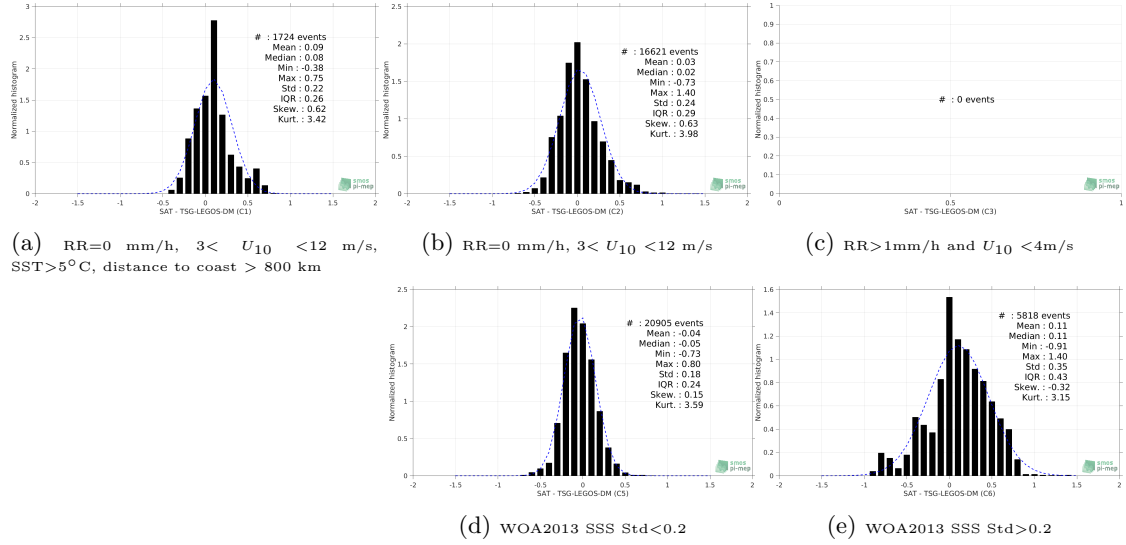 3
2.5
2
1.5
1
0.5
0
-2
-1.5
-1
-0.5
0
0.5
1
1.5
2
Normalized histogram
SAT - TSG-LEGOS-DM (C1)
# : 1724 events
Mean : 0.09
Median : 0.08
Min : -0.38
Max : 0.75
Std : 0.22
IQR : 0.26
Skew. : 0.62
Kurt. : 3.42
smos
pi-mep
(a) RR=0 mm/h, 3< U10 <12 m/s,
SST>5°C, distance to coast > 800 km
2.5
2
1.5
1
0.5
0
-2
-1.5
-1
-0.5
0
0.5
1
1.5
2
Normalized histogram
SAT - TSG-LEGOS-DM (C2)
# : 16621 events
Mean : 0.03
Median : 0.02
Min : -0.73
Max : 1.40
Std : 0.24
IQR : 0.29
Skew. : 0.63
Kurt. : 3.98
smos
pi-mep
(b) RR=0 mm/h, 3< U10 <12 m/s
1
0.9
0.8
0.7
0.6
0.5
0.4
0.3
0.2
0.1
0
0
0.5
1
Normalized histogram
SAT - TSG-LEGOS-DM (C3)
# : 0 events
smos
pi-mep
(c) RR>1mm/h and U10 <4m/s
2.5
2
1.5
1
0.5
0
-2
-1.5
-1
-0.5
0
0.5
1
1.5
2
Normalized histogram
SAT - TSG-LEGOS-DM (C5)
# : 20905 events
Mean : -0.04
Median : -0.05
Min : -0.73
Max : 0.80
Std : 0.18
IQR : 0.24
Skew. : 0.15
Kurt. : 3.59
smos
pi-mep
(d) WOA2013 SSS Std<0.2
1.6
1.4
1.2
1
0.8
0.6
0.4
0.2
0
-2
-1.5
-1
-0.5
0
0.5
1
1.5
2
Normalized histogram
SAT - TSG-LEGOS-DM (C6)
# : 5818 events
Mean : 0.11
Median : 0.11
Min : -0.91
Max : 1.40
Std : 0.35
IQR : 0.43
Skew. : -0.32
Kurt. : 3.15
smos
pi-mep
(e) WOA2013 SSS Std>0.2